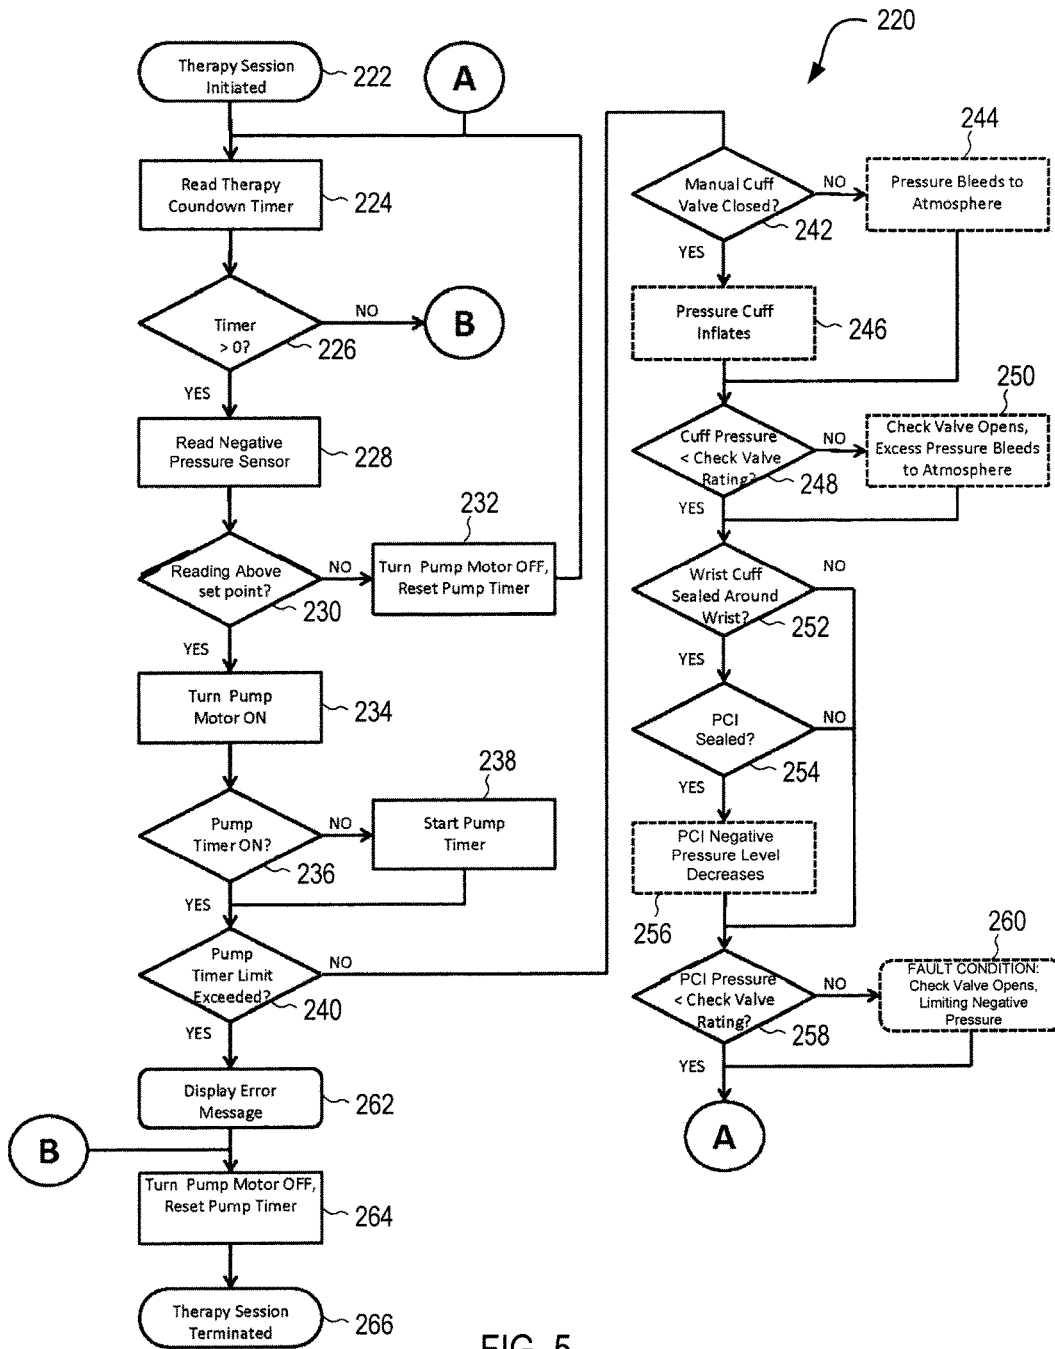 220
Therapy Session
Initiated
222
A
Read Therapy
Coundown Timer
224
Timer
> 0?
226
NO
B
YES
Read Negative
Pressure Sensor
228
Reading Above
set point?
230
NO
232
Turn Pump Motor OFF,
Reset Pump Timer
YES
Turn Pump
Motor ON
234
Pump
Timer ON?
236
NO
238
Start Pump
Timer
YES
Pump
Timer Limit
Exceeded?
240
NO
YES
Display Error
Message
262
B
Turn Pump Motor OFF,
Reset Pump Timer
264
Therapy Session
Terminated
266
Manual Cuff
Valve Closed?
242
NO
244
Pressure Bleeds to
Atmosphere
YES
Pressure Cuff
Inflates
246
Cuff Pressure
< Check Valve
Rating?
248
NO
250
Check Valve Opens,
Excess Pressure Bleeds
to Atmosphere
YES
Wrist Cuff
Sealed Around
Wrist?
252
NO
YES
PCI
Sealed?
254
NO
YES
PCI Negative
Pressure Level
Decreases
256
PCI Pressure
< Check Valve
Rating?
258
NO
260
FAULT CONDITION:
Check Valve Opens,
Limiting Negative
Pressure
YES
A
FIG. 5